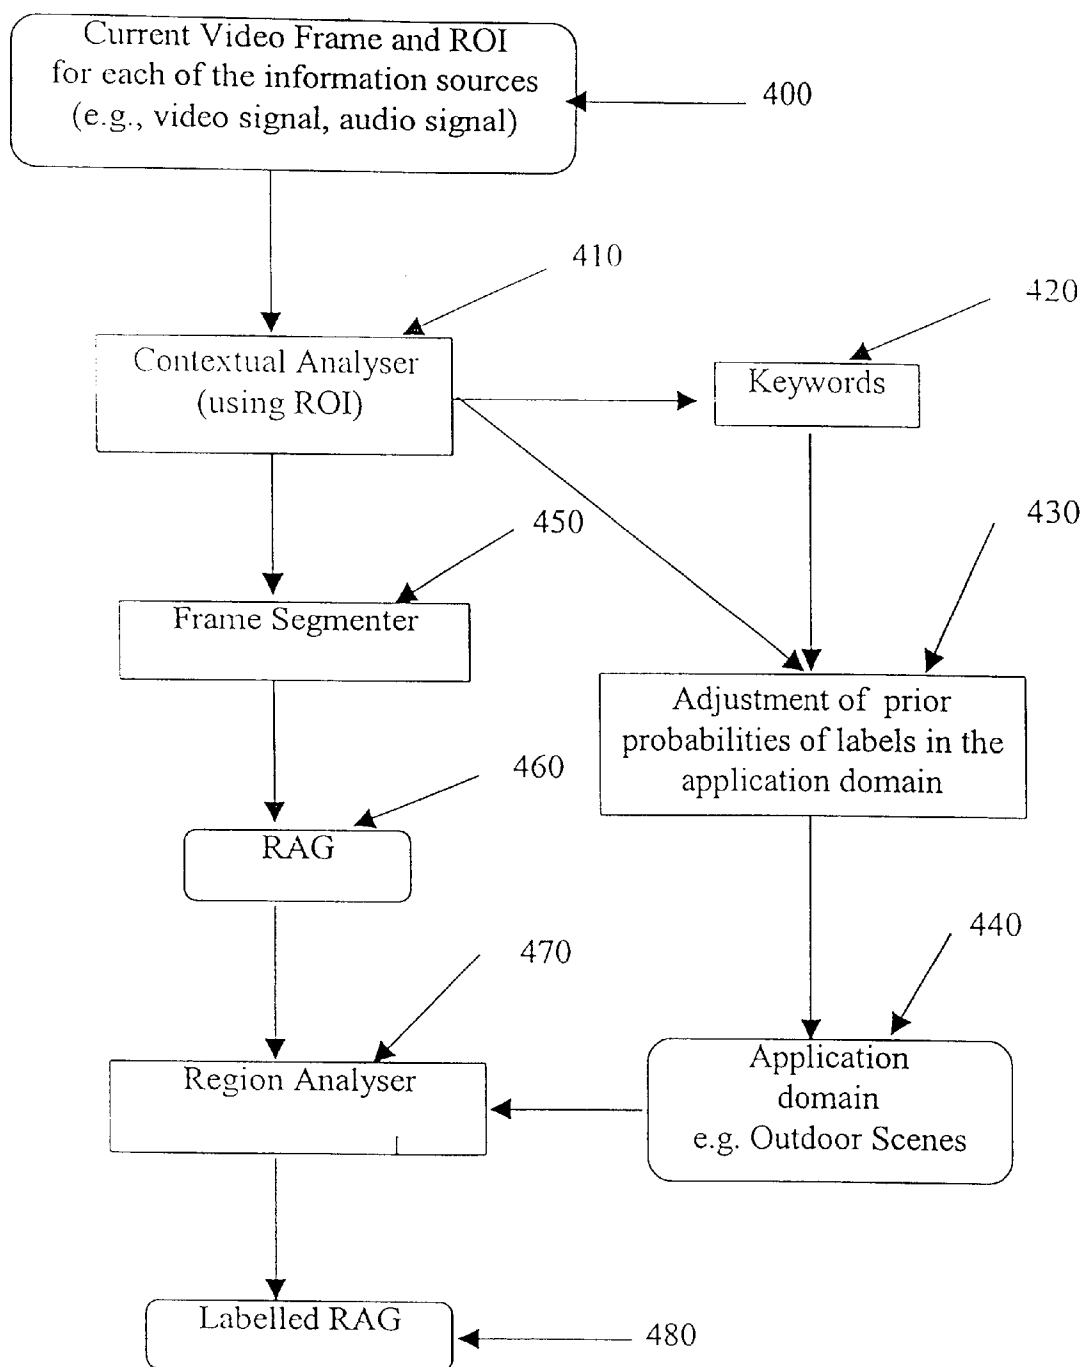 Current Video Frame and ROI
for each of the information sources
(e.g., video signal, audio signal)
400
410
420
Contextual Analyser
(using ROI)
Keywords
450
430
Frame Segmenter
Adjustment of prior
probabilities of labels in the
application domain
460
RAG
440
470
Region Analyser
Application
domain
e.g. Outdoor Scenes
Labelled RAG
480